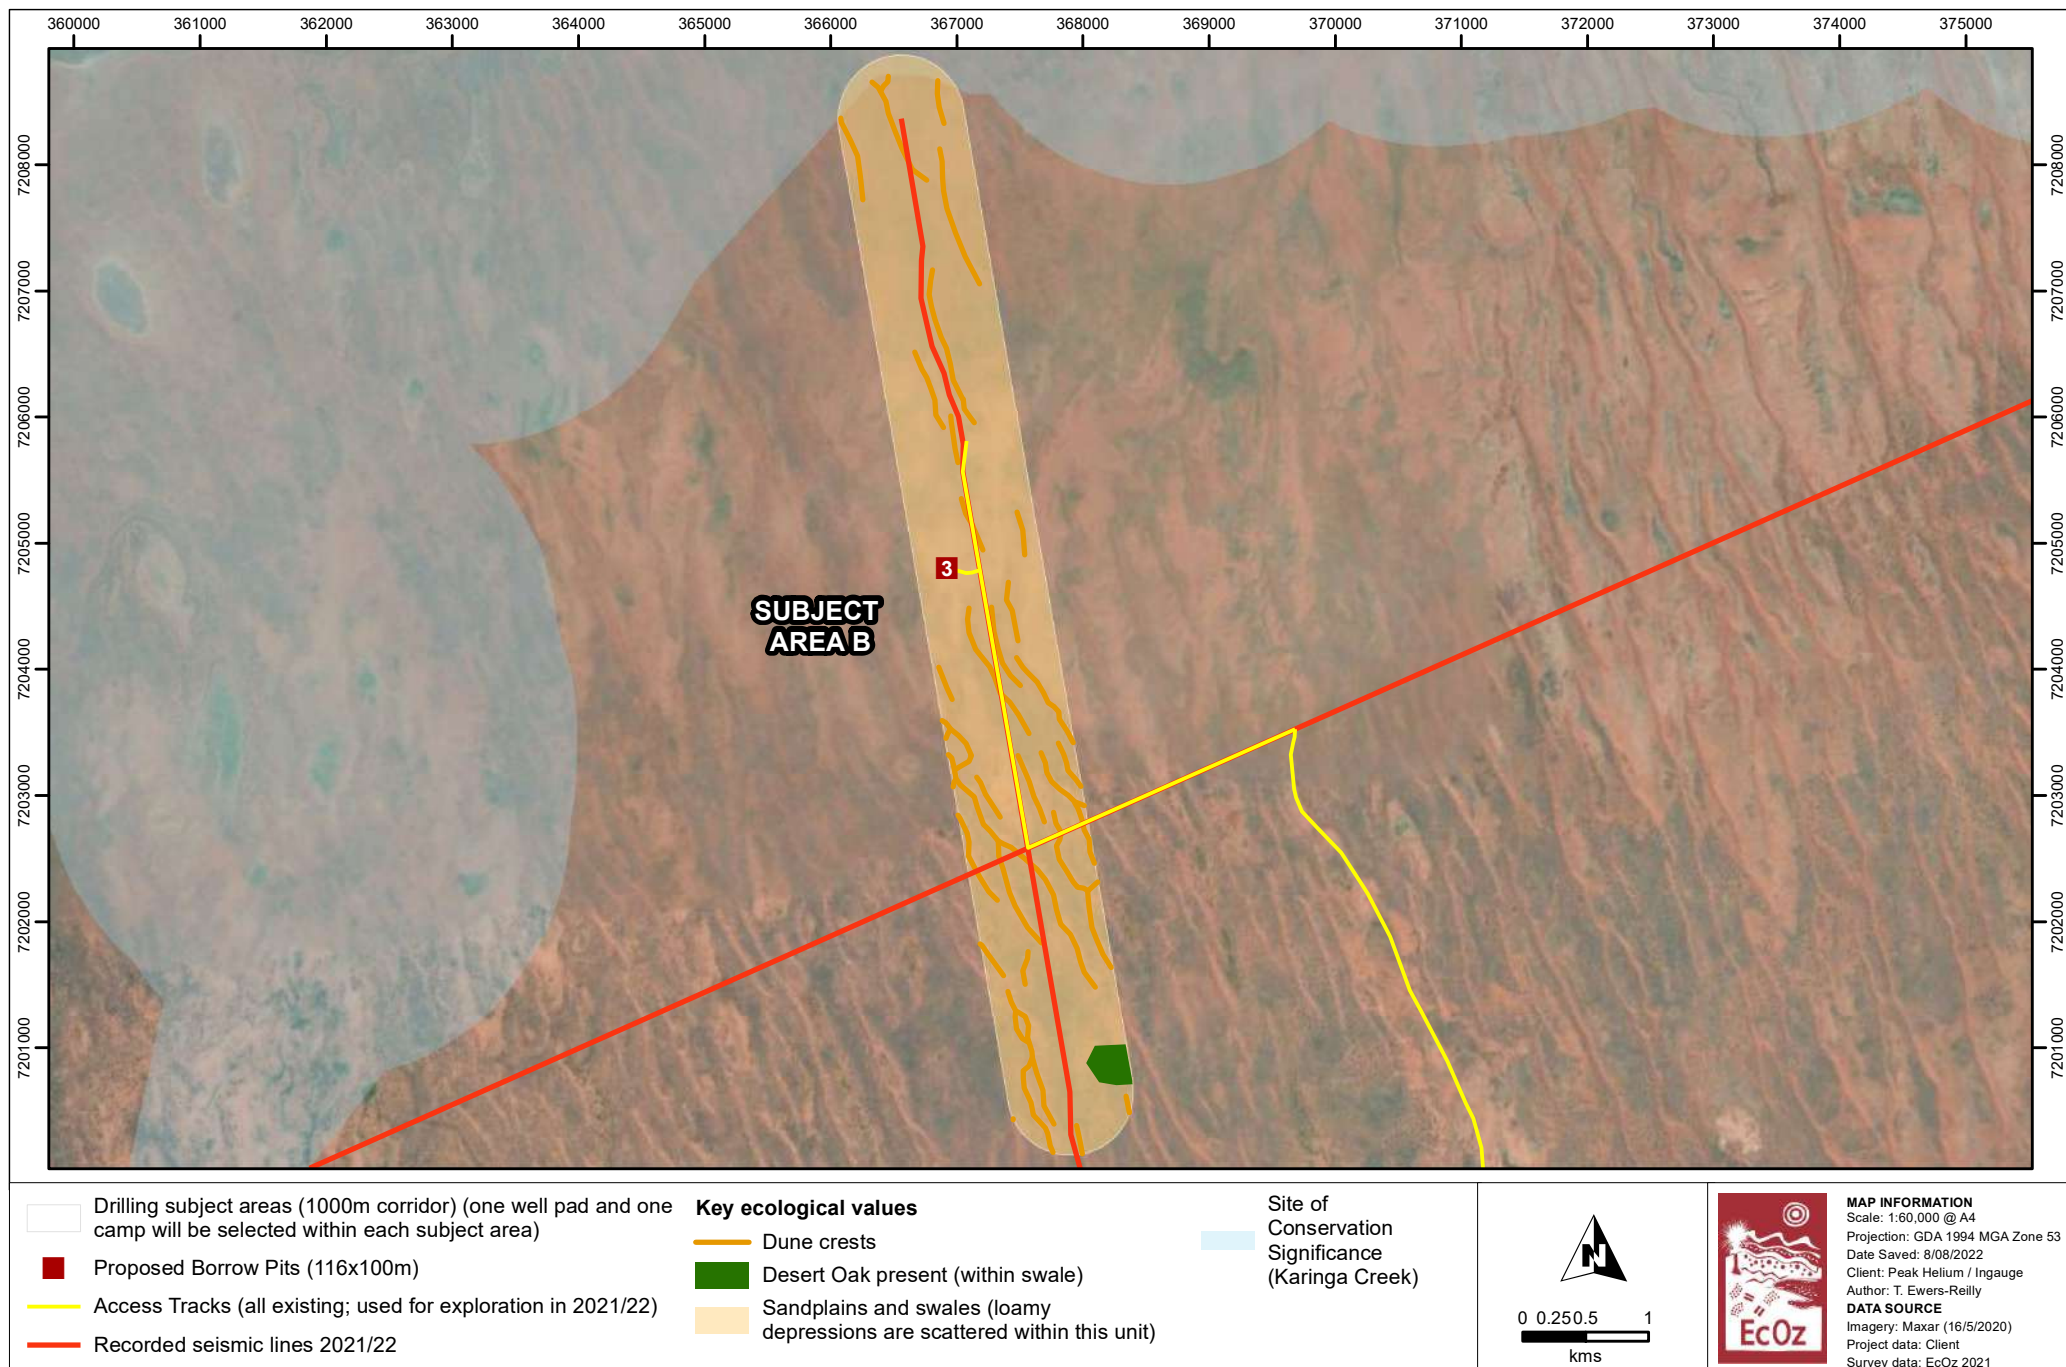 360000 361000 362000 363000 364000 365000 366000 367000 368000 369000 370000 371000 372000 373000 374000 375000
7208000 7208000
7207000 7207000
7206000 7206000
7205000 7205000
3
SUBJECT
AREA B
7204000 7204000
7203000 7203000
7202000 7202000
7201000 7201000
Drilling subject areas (1000m corridor) (one well pad and one
camp will be selected within each subject area)
Proposed Borrow Pits (116x100m)
Access Tracks (all existing; used for exploration in 2021/22)
Recorded seismic lines 2021/22
Key ecological values
Dune crests
Desert Oak present (within swale)
Sandplains and swales (loamy
depressions are scattered within this unit)
Site of
Conservation
Significance
(Karinga Creek)
N
0 0.25 0.5 1
kms
EcOz
MAP INFORMATION
Scale: 1:60,000 @ A4
Projection: GDA 1994 MGA Zone 53
Date Saved: 8/08/2022
Client: Peak Helium / Ingauge
Author: T. Ewers-Reilly
DATA SOURCE
Imagery: Maxar (16/5/2020)
Project data: Client
Survey data: EcOz 2021